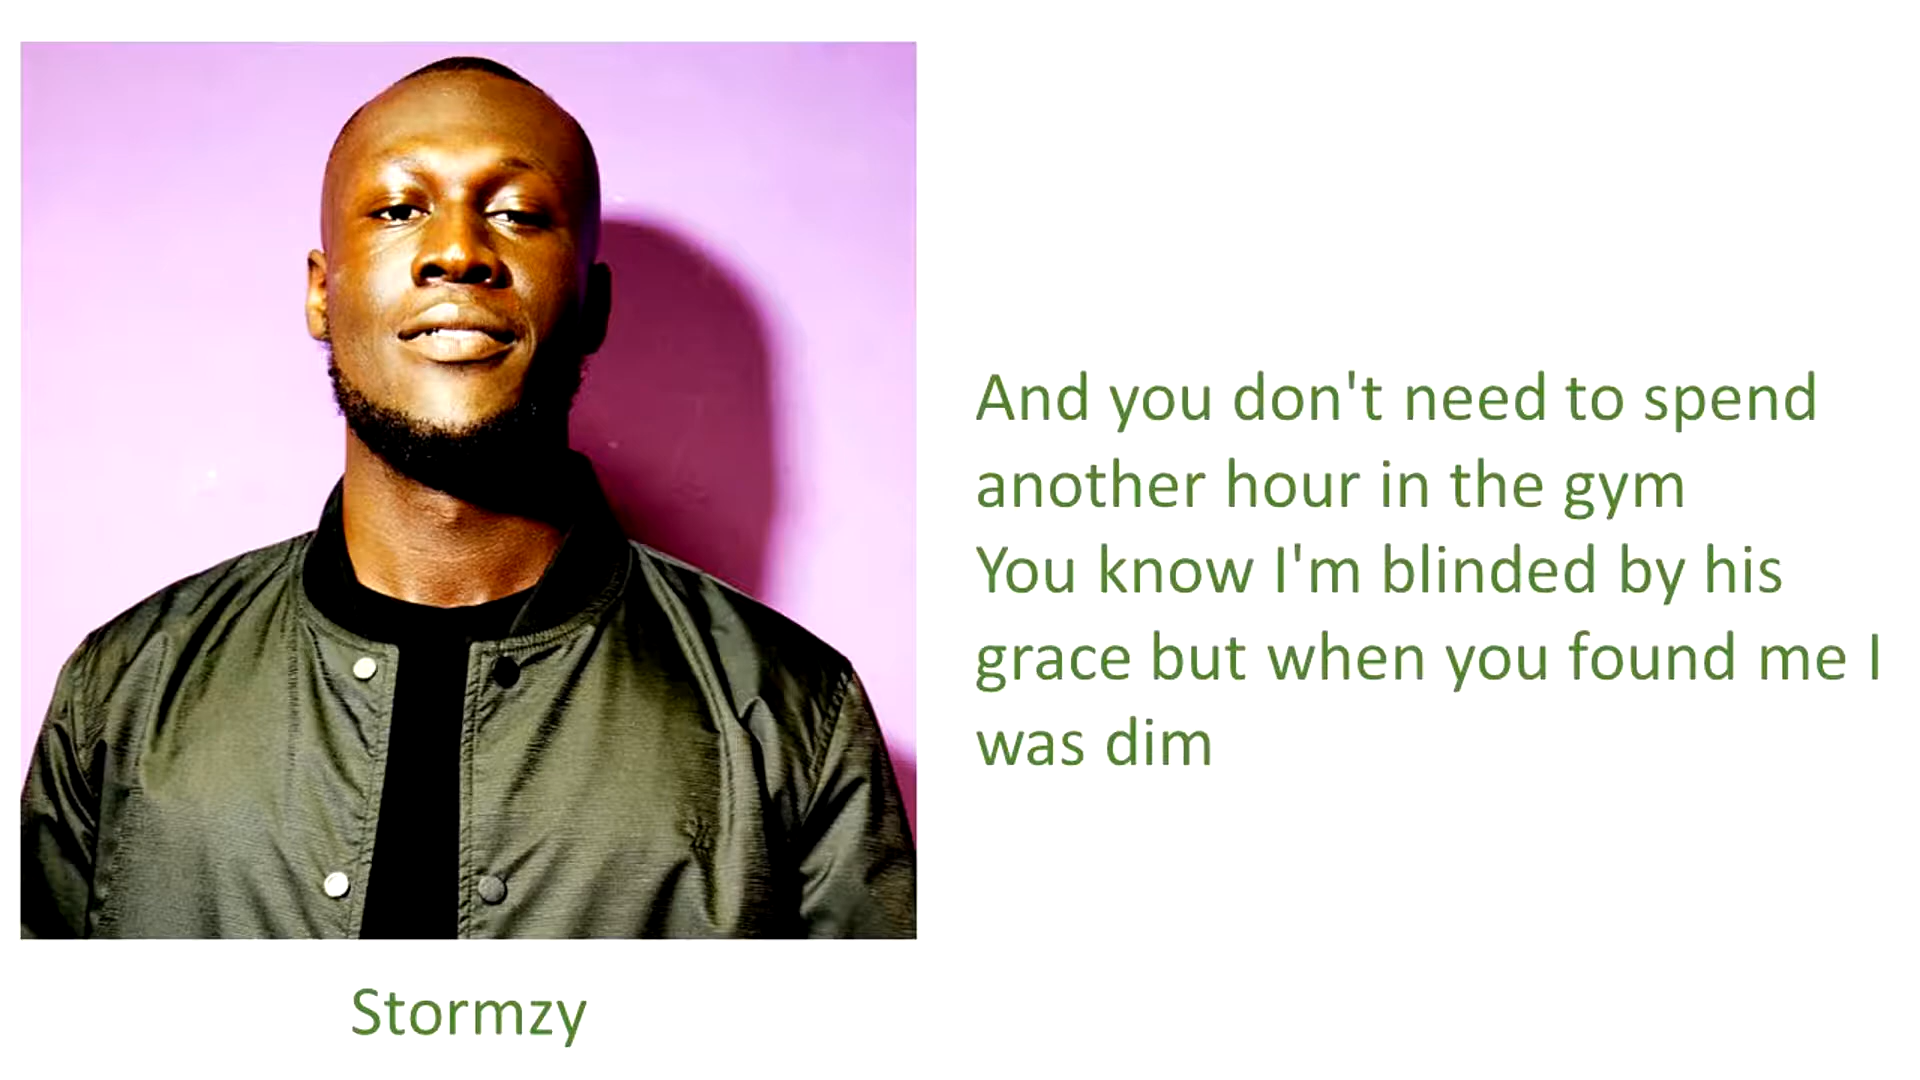 And you don't need to spend
another hour in the gym
You know I'm blinded by his
grace but when you found me I
was dim
Stormzy